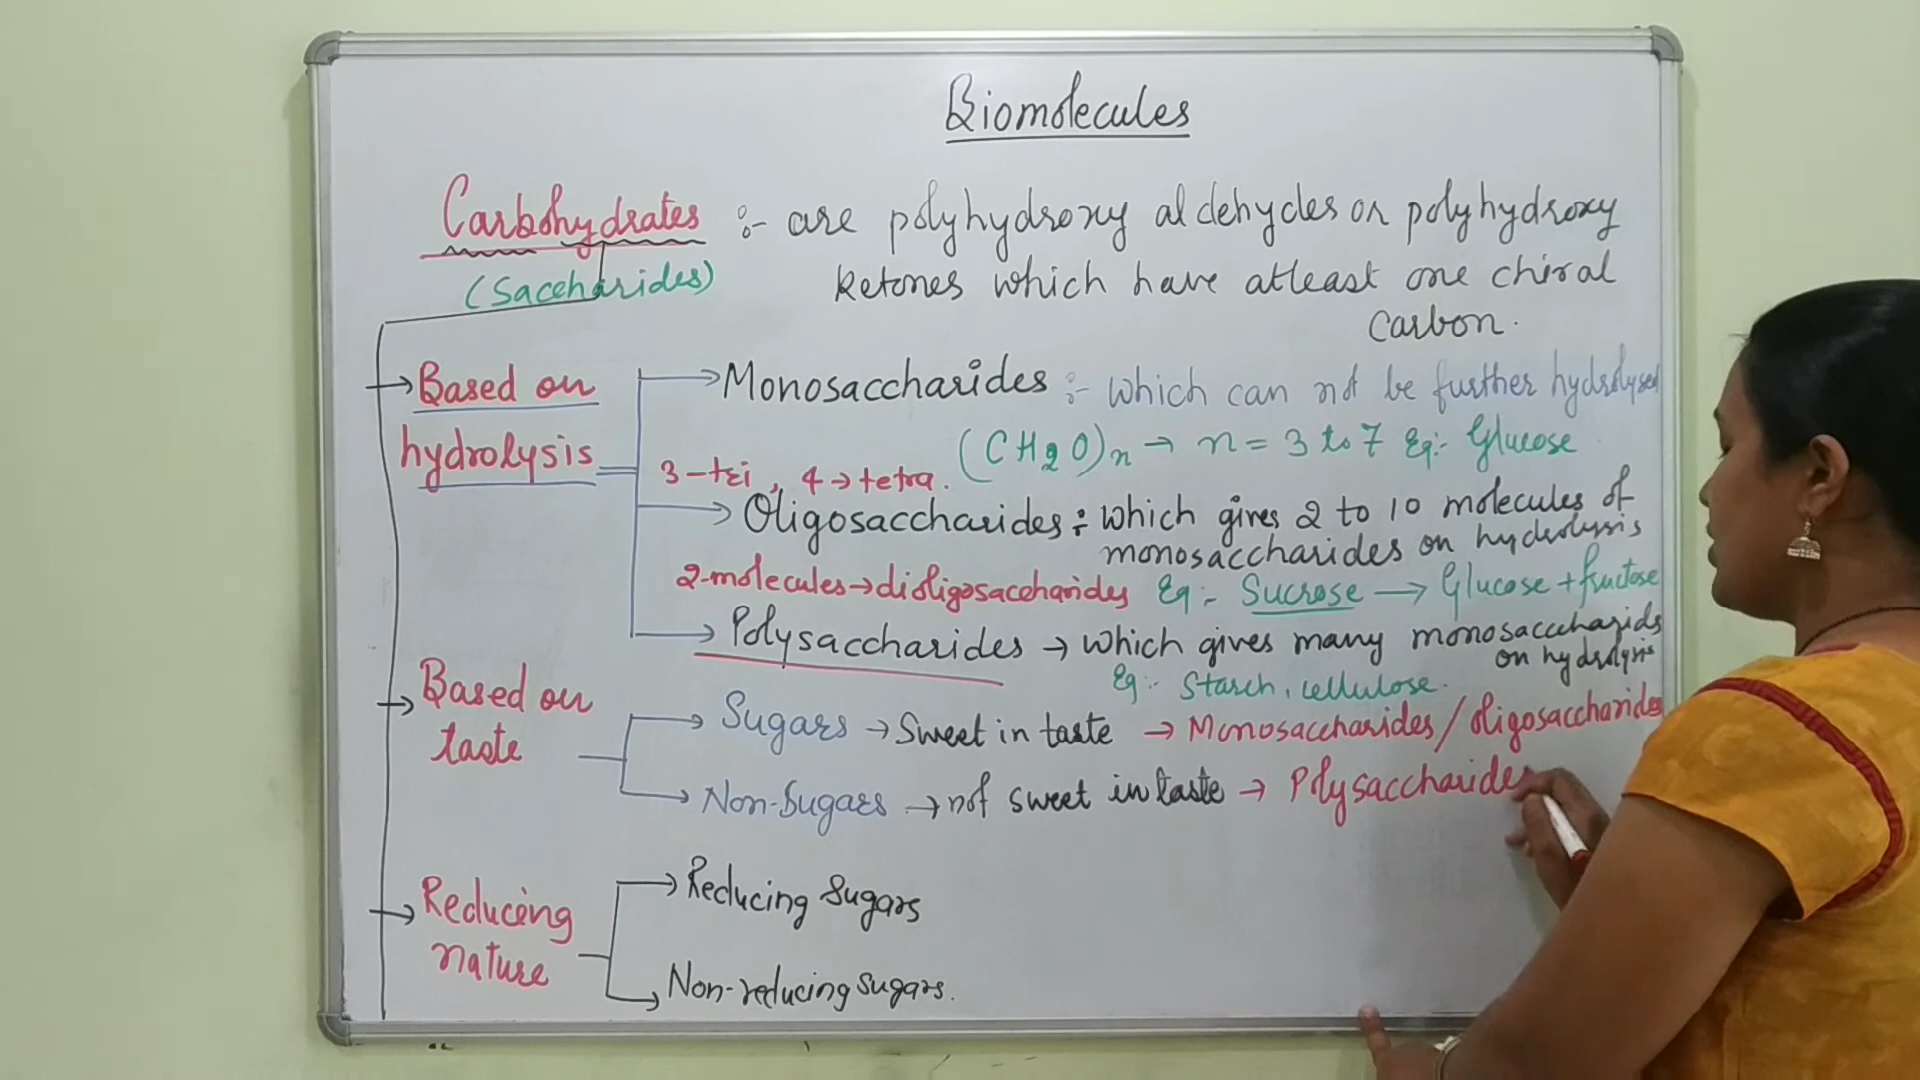 Biomolecules
Carbohydrates :- are polyhydroxy aldehydes or polyhydroxy
(Saccharides) ketones which have atleast one chiral
carbon.
→ Based on → Monosaccharides :- which can not be further hydrolysed
hydrolysis (CH2O)n → n = 3 to 7 Eg:- Glucose
3-tri, 4→tetra.
→ Oligosaccharides: which gives 2 to 10 molecules of
monosaccharides on hydrolysis
2-molecules→dioligosaccharides Eg:- Sucrose → Glucose + fructose
→ Polysaccharides → which gives many monosaccharids
on hydrolysis
Eg:- Starch, cellulose.
→ Based on → Sugars → Sweet in taste → Monosaccharides/oligosaccharides
taste → Non-Sugars → not sweet in taste → Polysaccharides
→ Reducing → Reducing Sugars
nature → Non-reducing sugars.